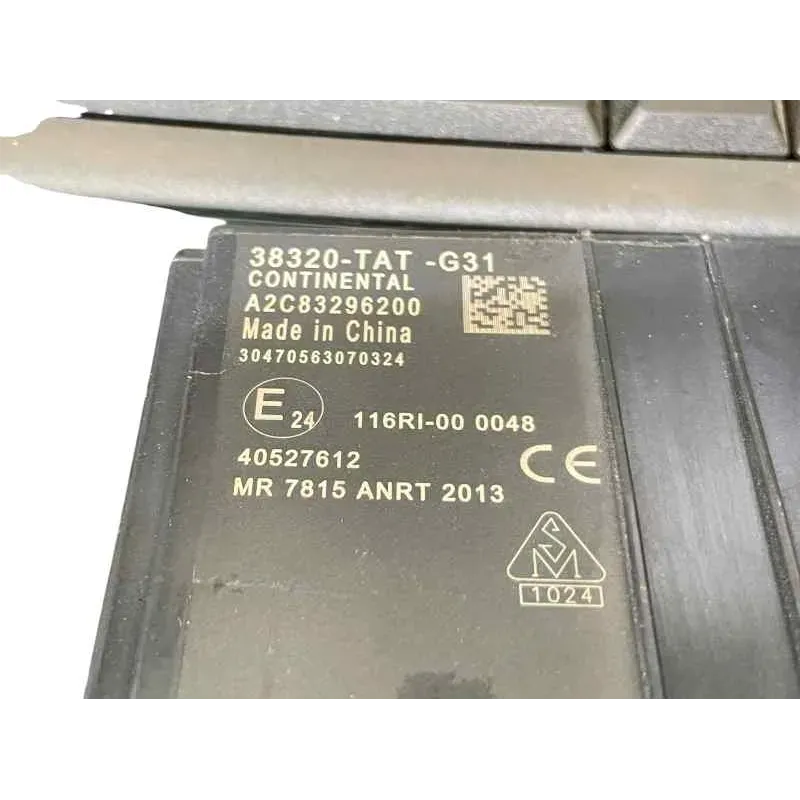 38320-TAT -G31
CONTINENTAL
A2C83296200
Made in China
30470563070324
E 24 116RI-00 0048
40527612
CE
MR 7815 ANRT 2013
SM
1024